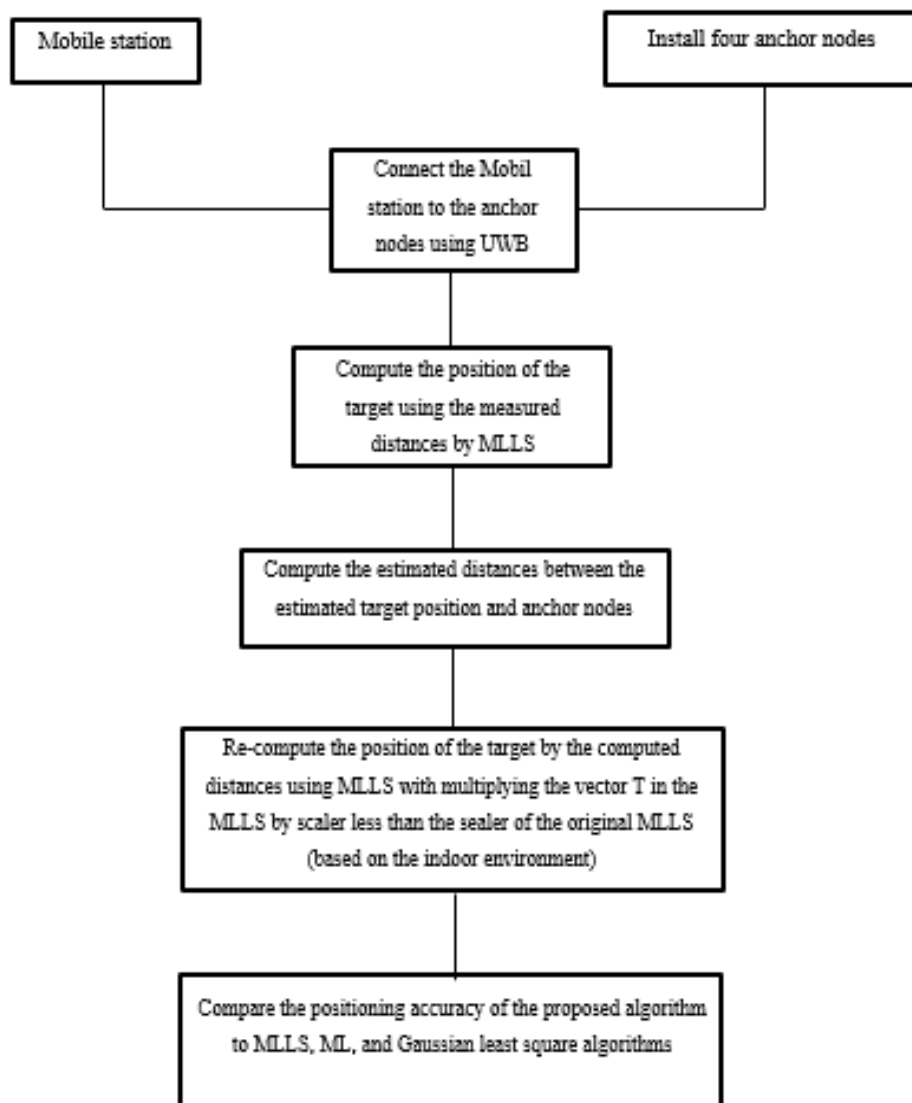 Mobile station
Install four anchor nodes
Connect the Mobil
station to the anchor
nodes using UWB
Compute the position of the
target using the measured
distances by MLLS
Compute the estimated distances between the
estimated target position and anchor nodes
Re-compute the position of the target by the computed
distances using MLLS with multiplying the vector T in the
MLLS by scaler less than the sealer of the original MLLS
(based on the indoor environment)
Compare the positioning accuracy of the proposed algorithm
to MLLS, ML, and Gaussian least square algorithms